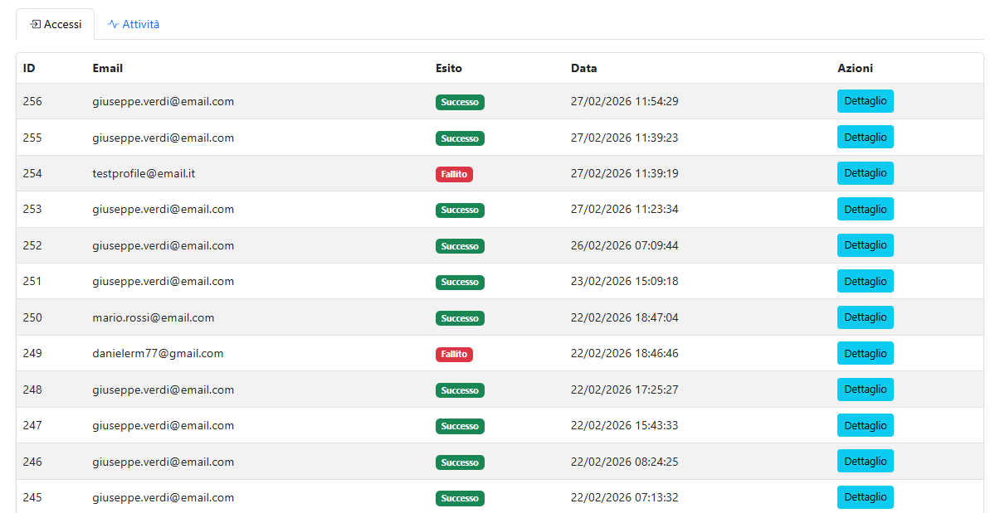 Accessi Attività
ID Email Esito Data Azioni
256 giuseppe.verdi@email.com Successo 27/02/2026 11:54:29 Dettaglio
255 giuseppe.verdi@email.com Successo 27/02/2026 11:39:23 Dettaglio
254 testprofile@email.it Fallito 27/02/2026 11:39:19 Dettaglio
253 giuseppe.verdi@email.com Successo 27/02/2026 11:23:34 Dettaglio
252 giuseppe.verdi@email.com Successo 26/02/2026 07:09:44 Dettaglio
251 giuseppe.verdi@email.com Successo 23/02/2026 15:09:18 Dettaglio
250 mario.rossi@email.com Successo 22/02/2026 18:47:04 Dettaglio
249 danielerm77@gmail.com Fallito 22/02/2026 18:46:46 Dettaglio
248 giuseppe.verdi@email.com Successo 22/02/2026 17:25:27 Dettaglio
247 giuseppe.verdi@email.com Successo 22/02/2026 15:43:33 Dettaglio
246 giuseppe.verdi@email.com Successo 22/02/2026 08:24:25 Dettaglio
245 giuseppe.verdi@email.com Successo 22/02/2026 07:13:32 Dettaglio